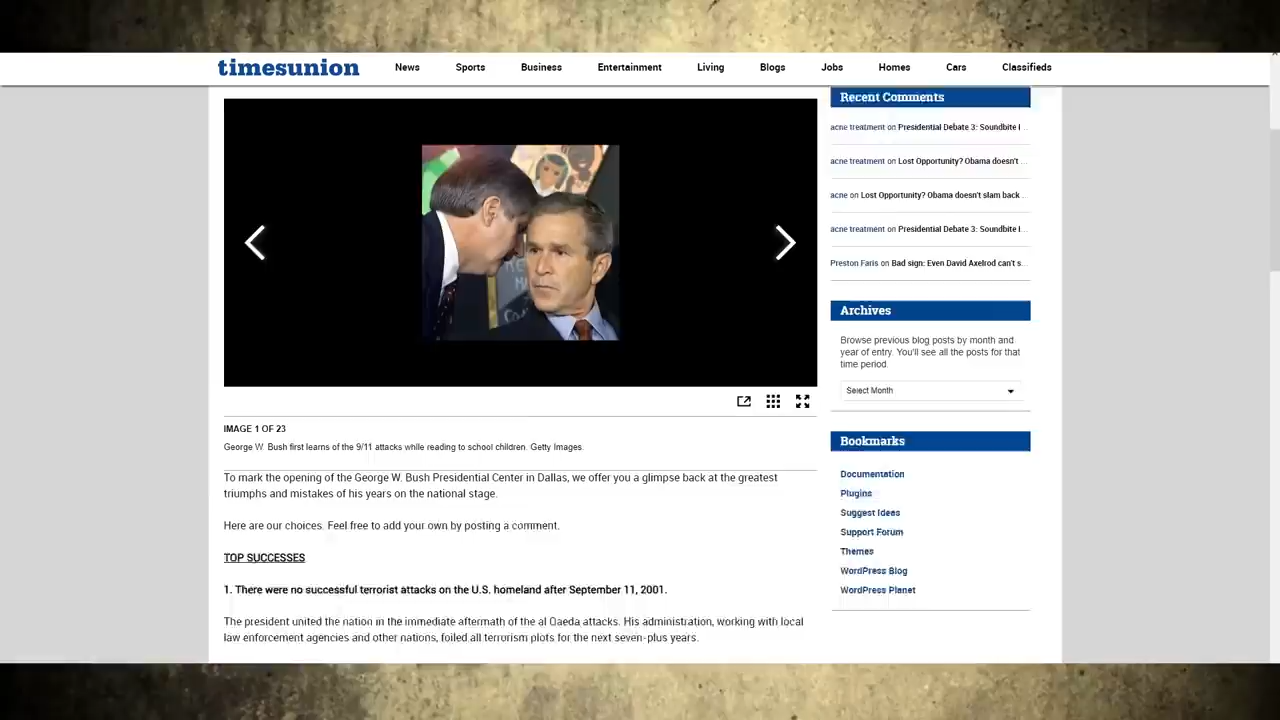 timesunion
News
Sports
Business
Entertainment
Living
Blogs
Jobs
Homes
Cars
Classifieds
IMAGE 1 OF 23
George W. Bush first learns of the 9/11 attacks while reading to school children. Getty Images.
To mark the opening of the George W. Bush Presidential Center in Dallas, we offer you a glimpse back at the greatest
triumphs and mistakes of his years on the national stage.
Here are our choices. Feel free to add your own by posting a comment.
TOP SUCCESSES
1. There were no successful terrorist attacks on the U.S. homeland after September 11, 2001.
The president united the nation in the immediate aftermath of the al Qaeda attacks. His administration, working with local
law enforcement agencies and other nations, foiled all terrorism plots for the next seven-plus years.
Recent Comments
acne treatment on Presidential Debate 3: Soundbite I ...
acne treatment on Lost Opportunity? Obama doesn't ...
acne on Lost Opportunity? Obama doesn't slam back ...
acne treatment on Presidential Debate 3: Soundbite I ...
Preston Faris on Bad sign: Even David Axelrod can't s...
Archives
Browse previous blog posts by month and
year of entry. You'll see all the posts for that
time period.
Select Month
Bookmarks
Documentation
Plugins
Suggest Ideas
Support Forum
Themes
WordPress Blog
WordPress Planet